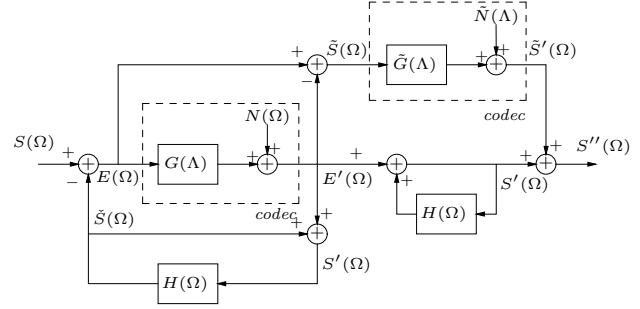 Ñ(Λ)
+
S̃(Ω)
G̃(Λ)
+
+
S̃′(Ω)
−
codec
N(Ω)
S(Ω)
+
G(Λ)
+
+
+
+
+
S′′(Ω)
−
E(Ω)
E′(Ω)
+
S′(Ω)
codec
H(Ω)
S̃(Ω)
+
+
S′(Ω)
H(Ω)